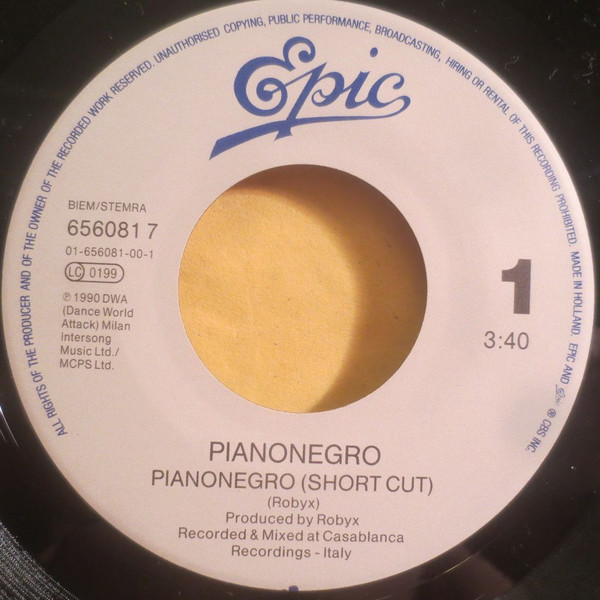 ALL RIGHTS OF THE PRODUCER AND OF THE OWNER OF THE RECORDED WORK RESERVED. UNAUTHORISED COPYING, PUBLIC PERFORMANCE, BROADCASTING, HIRING OR RENTAL OF THIS RECORDING PROHIBITED. MADE IN HOLLAND. EPIC AND Epic ® CBS INC.
Epic
BIEM/STEMRA
656081 7
01-656081-00-1
LC 0199
℗ 1990 DWA
(Dance World
Attack) Milan
Intersong
Music Ltd./
MCPS Ltd.
1
3:40
PIANONEGRO
PIANONEGRO (SHORT CUT)
(Robyx)
Produced by Robyx
Recorded & Mixed at Casablanca
Recordings - Italy